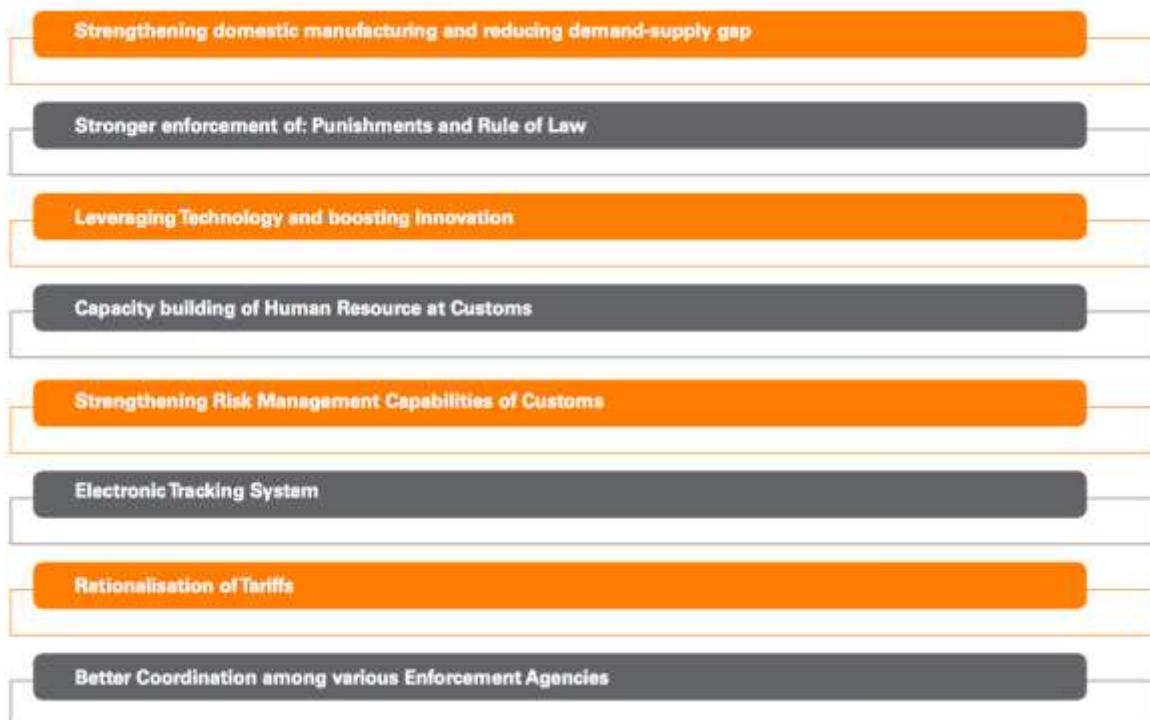 Strengthening domestic manufacturing and reducing demand-supply gap
Stronger enforcement of: Punishments and Rule of Law
Leveraging Technology and boosting Innovation
Capacity building of Human Resource at Customs
Strengthening Risk Management Capabilities of Customs
Electronic Tracking System
Rationalisation of Tariffs
Better Coordination among various Enforcement Agencies